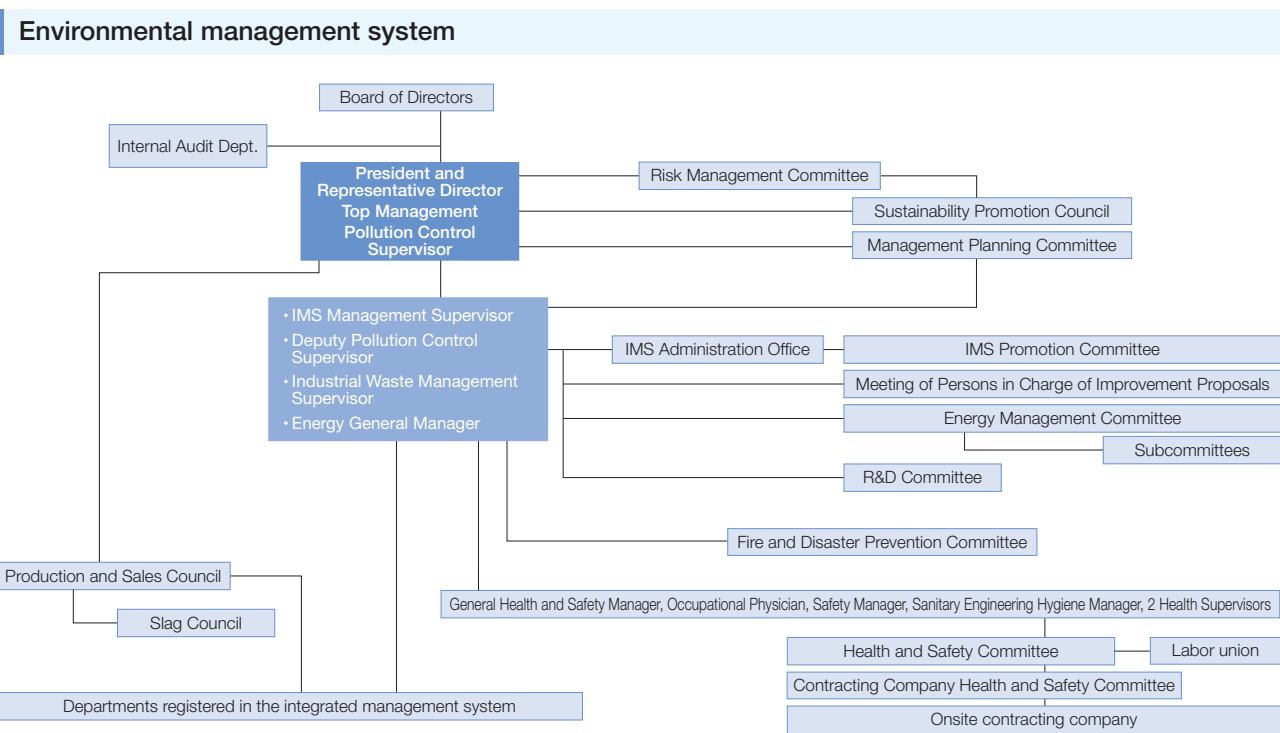 Environmental management system
Board of Directors
Internal Audit Dept.
President and
Representative Director
Top Management
Pollution Control
Supervisor
Risk Management Committee
Sustainability Promotion Council
Management Planning Committee
・IMS Management Supervisor
・Deputy Pollution Control
Supervisor
・Industrial Waste Management
Supervisor
・Energy General Manager
IMS Administration Office
IMS Promotion Committee
Meeting of Persons in Charge of Improvement Proposals
Energy Management Committee
Subcommittees
R&D Committee
Fire and Disaster Prevention Committee
Production and Sales Council
Slag Council
General Health and Safety Manager, Occupational Physician, Safety Manager, Sanitary Engineering Hygiene Manager, 2 Health Supervisors
Health and Safety Committee
Labor union
Contracting Company Health and Safety Committee
Departments registered in the integrated management system
Onsite contracting company